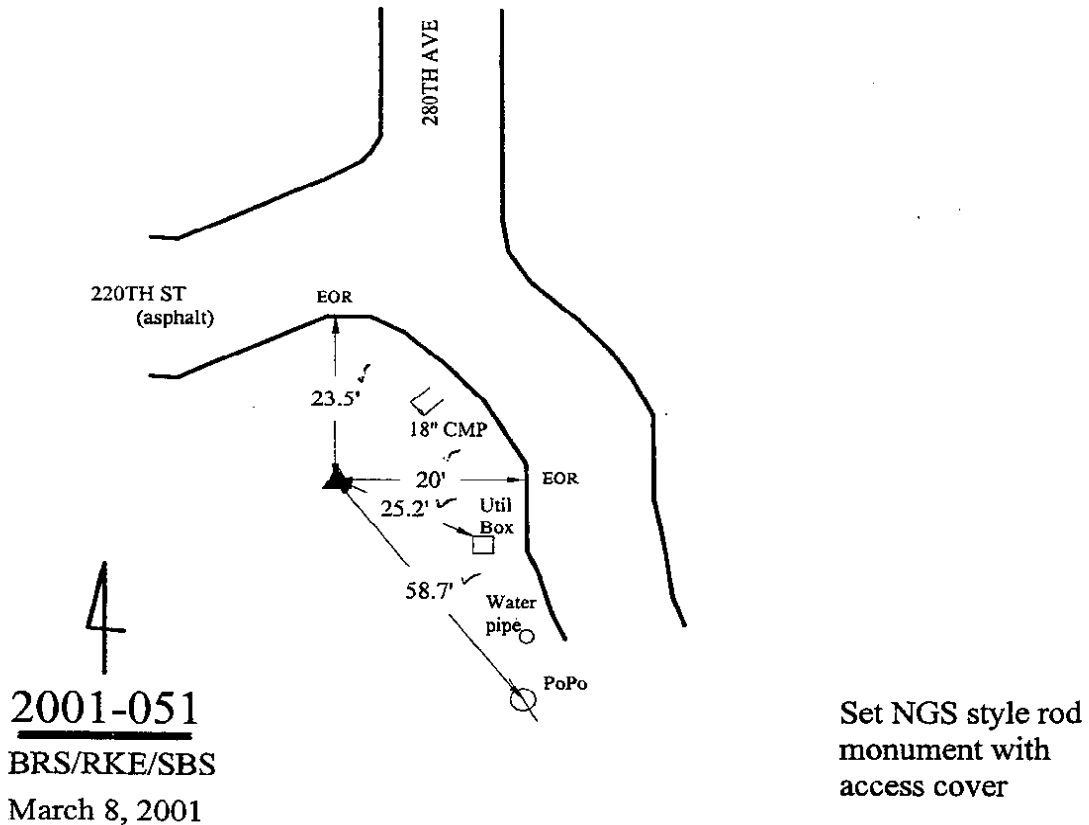 280TH AVE
220TH ST
(asphalt)
EOR
23.5'
18" CMP
20'
EOR
25.2'
Util
Box
58.7'
Water
pipe
PoPo
2001-051
BRS/RKE/SBS
March 8, 2001
Set NGS style rod
monument with
access cover